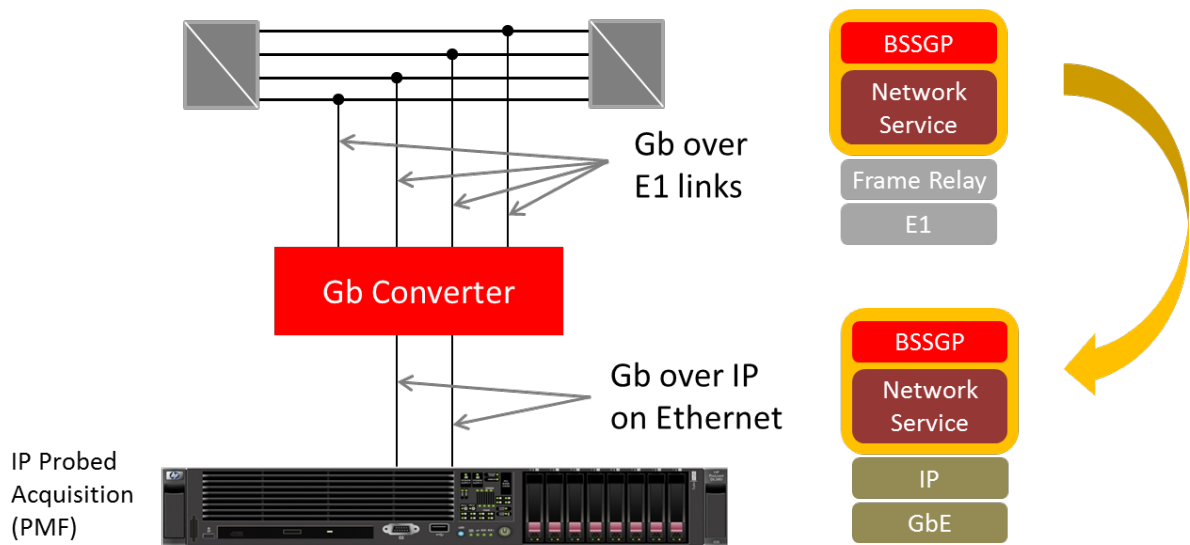 BSSGP
Network
Service
Frame Relay
E1
Gb over
E1 links
Gb Converter
Gb over IP
on Ethernet
BSSGP
Network
Service
IP
GbE
IP Probed
Acquisition
(PMF)
hp